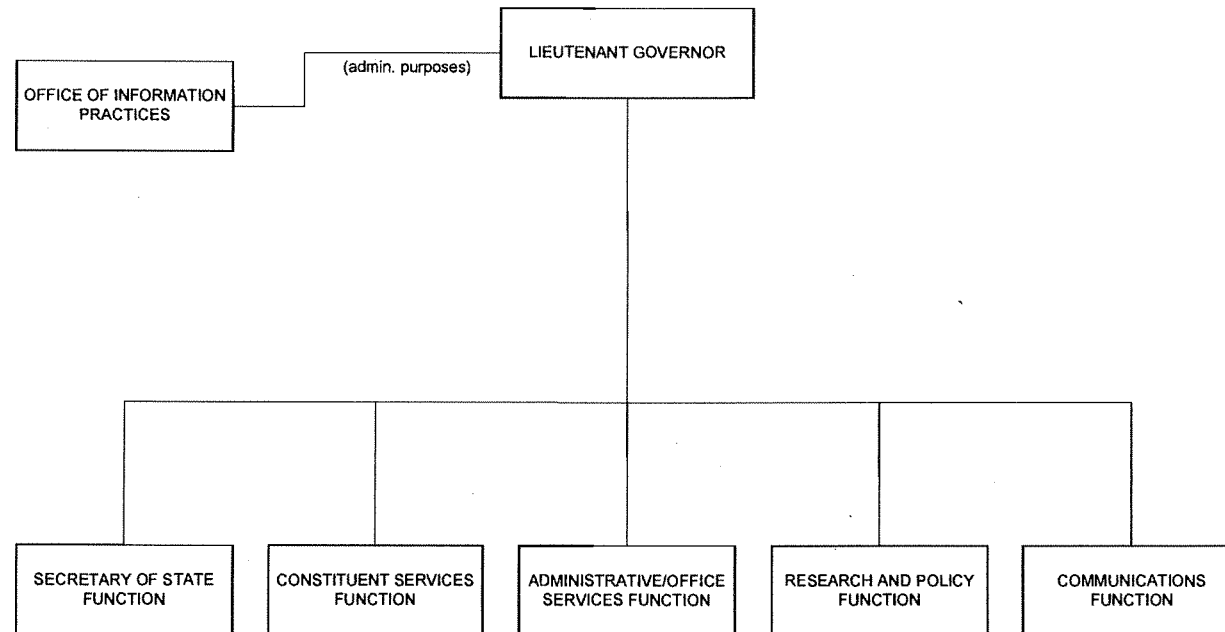 LIEUTENANT GOVERNOR
(admin. purposes)
OFFICE OF INFORMATION
PRACTICES
SECRETARY OF STATE
FUNCTION
CONSTITUENT SERVICES
FUNCTION
ADMINISTRATIVE/OFFICE
SERVICES FUNCTION
RESEARCH AND POLICY
FUNCTION
COMMUNICATIONS
FUNCTION